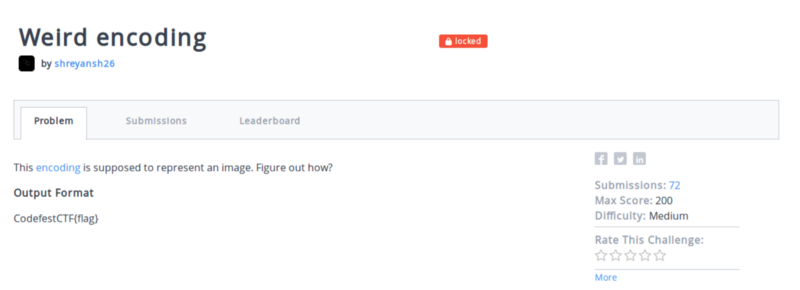 Weird encoding
locked
by shreyansh26
Problem Submissions Leaderboard
This encoding is supposed to represent an image. Figure out how?
Output Format
CodefestCTF{flag}
Submissions: 72
Max Score: 200
Difficulty: Medium
Rate This Challenge:
More